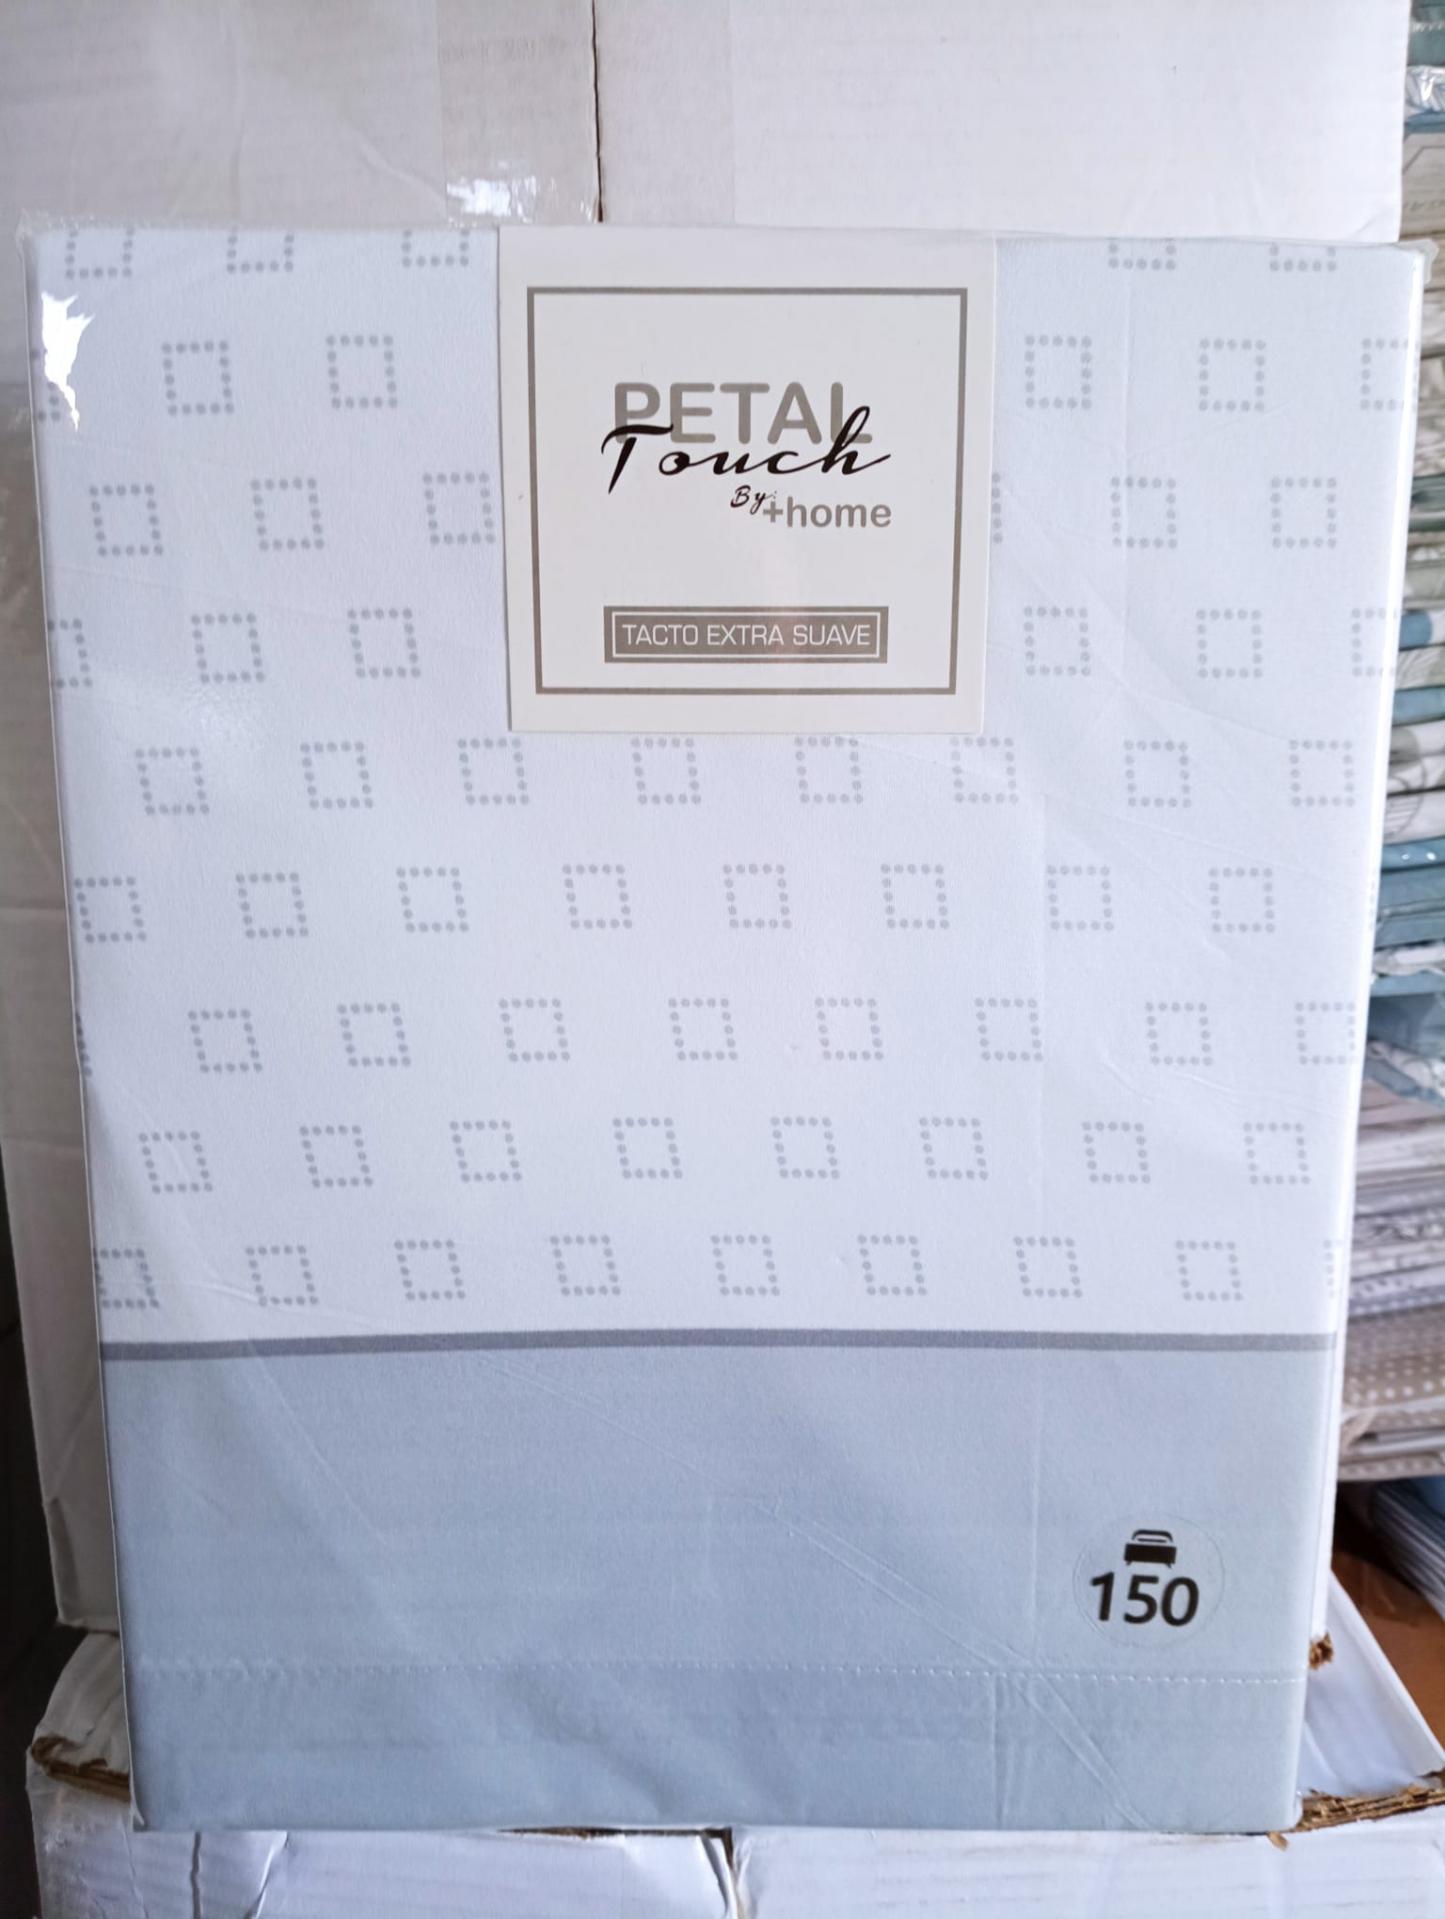 PETAL
Touch
By:
+home
TACTO EXTRA SUAVE
150